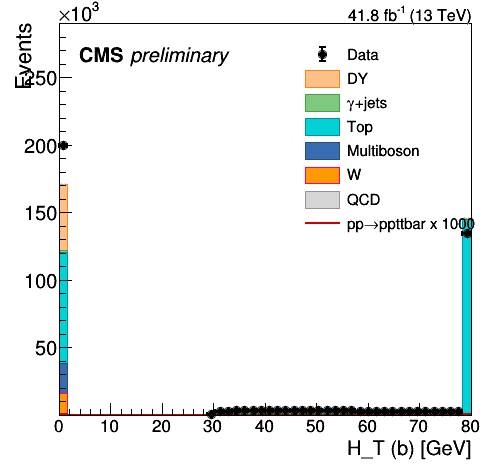 ×10³
41.8 fb⁻¹ (13 TeV)
Events
CMS preliminary
Data
DY
γ+jets
Top
Multiboson
W
QCD
pp→ppttbar x 1000
250
200
150
100
50
0 10 20 30 40 50 60 70 80
H_T (b) [GeV]